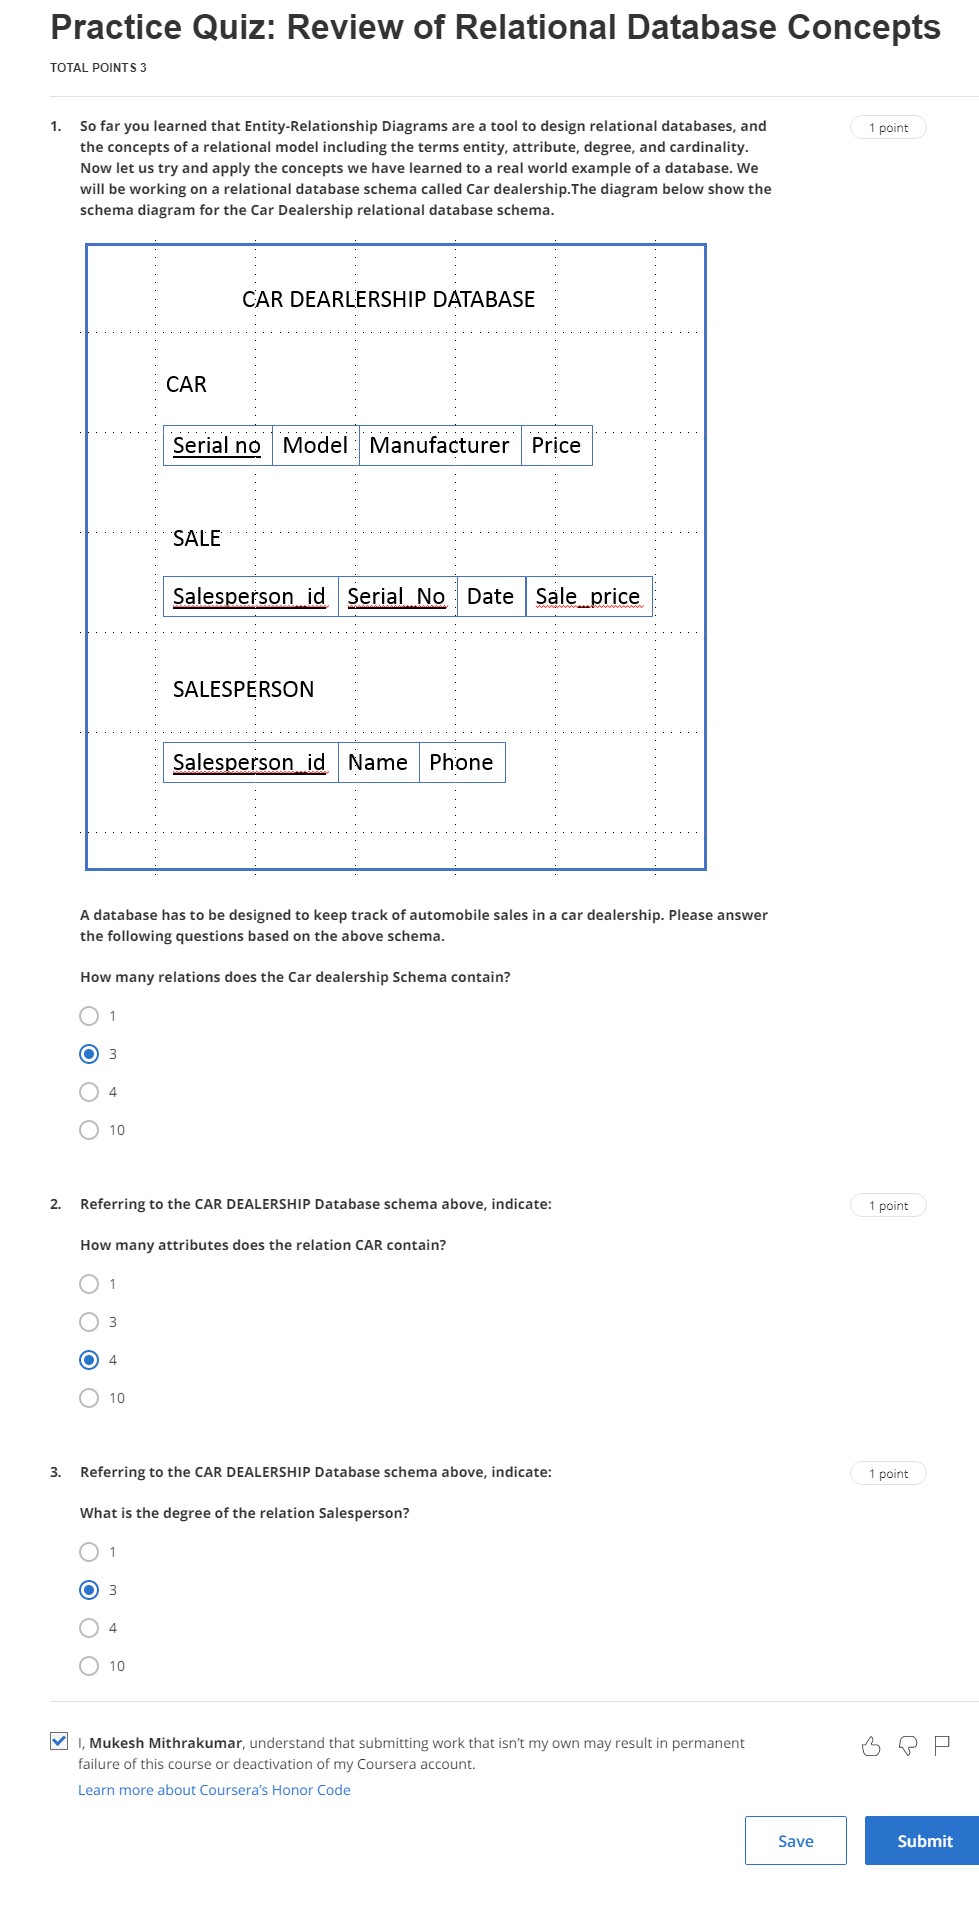 Practice Quiz: Review of Relational Database Concepts
TOTAL POINTS 3
1. So far you learned that Entity-Relationship Diagrams are a tool to design relational databases, and
1 point
the concepts of a relational model including the terms entity, attribute, degree, and cardinality.
Now let us try and apply the concepts we have learned to a real world example of a database. We
will be working on a relational database schema called Car dealership.The diagram below show the
schema diagram for the Car Dealership relational database schema.
CAR DEARLERSHIP DATABASE
CAR
Serial no Model Manufacturer Price
SALE
Salesperson_id Serial_No Date Sale_price
SALESPERSON
Salesperson_id Name Phone
A database has to be designed to keep track of automobile sales in a car dealership. Please answer
the following questions based on the above schema.
How many relations does the Car dealership Schema contain?
1
3
4
10
2. Referring to the CAR DEALERSHIP Database schema above, indicate:
1 point
How many attributes does the relation CAR contain?
1
3
4
10
3. Referring to the CAR DEALERSHIP Database schema above, indicate:
1 point
What is the degree of the relation Salesperson?
1
3
4
10
I, Mukesh Mithrakumar, understand that submitting work that isn't my own may result in permanent
failure of this course or deactivation of my Coursera account.
Learn more about Coursera's Honor Code
Save
Submit